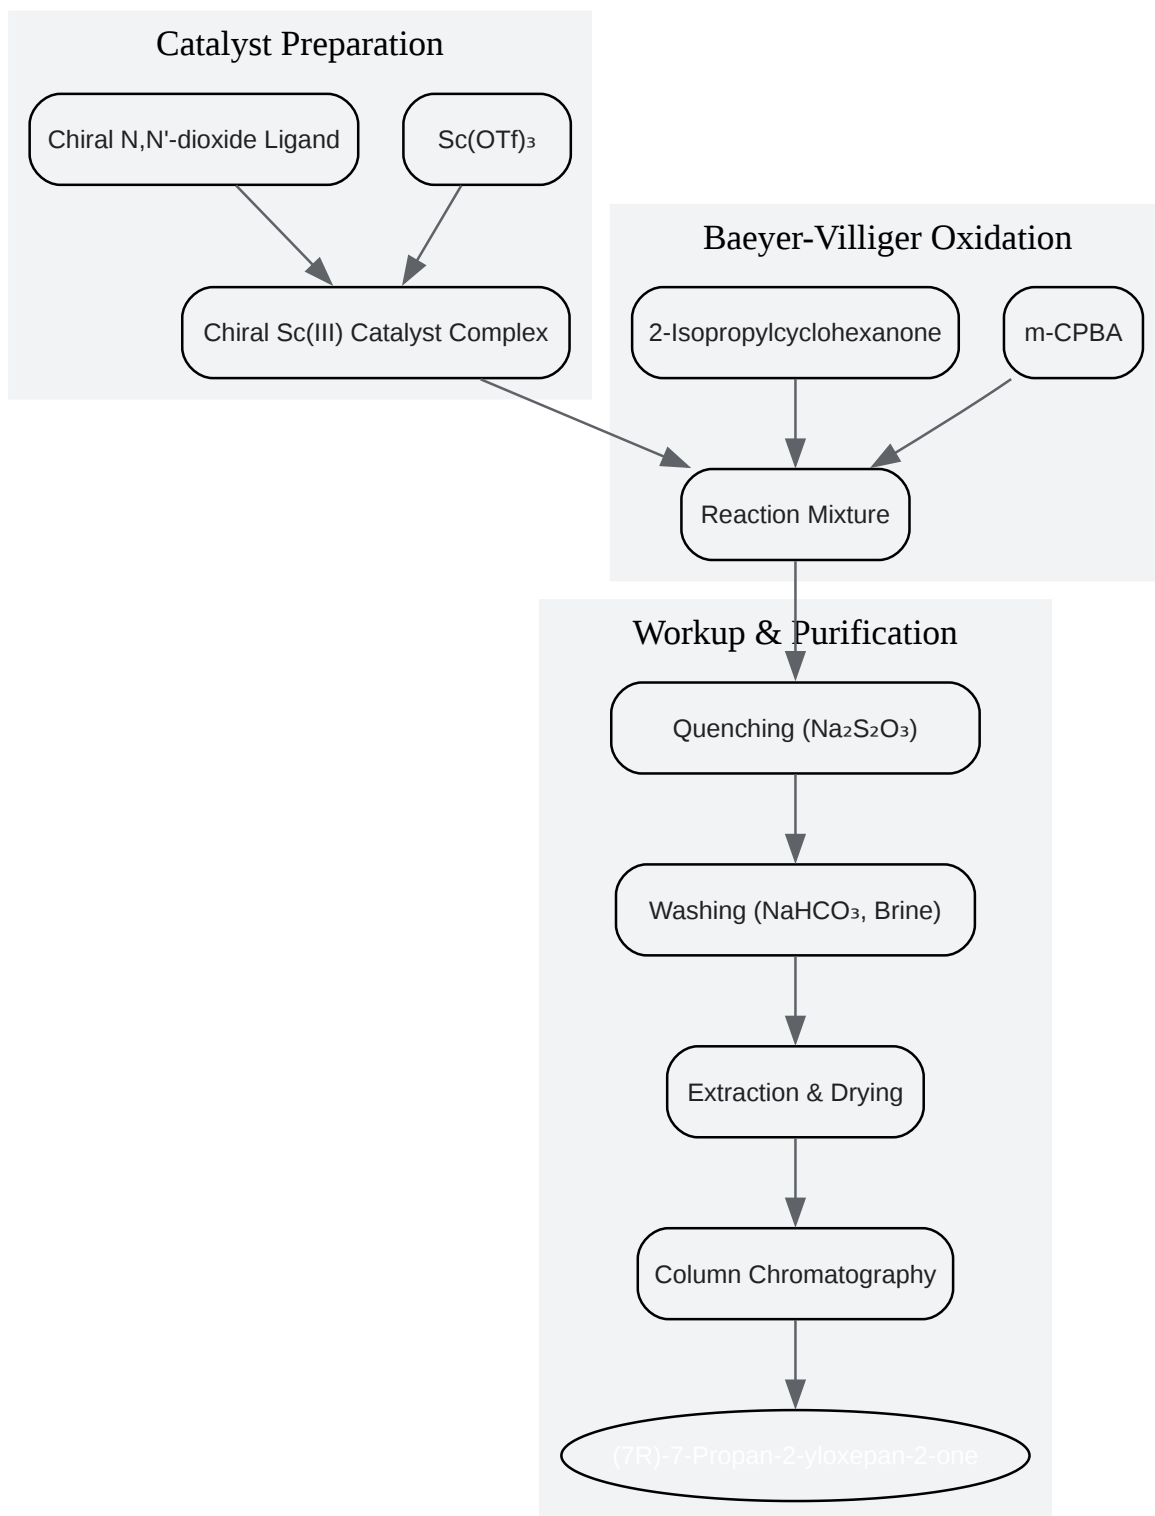 Catalyst Preparation
Chiral N,N'-dioxide Ligand
Sc(OTf)₃
Chiral Sc(III) Catalyst Complex
Baeyer-Villiger Oxidation
2-Isopropylcyclohexanone
m-CPBA
Reaction Mixture
Workup & Purification
Quenching (Na₂S₂O₃)
Washing (NaHCO₃, Brine)
Extraction & Drying
Column Chromatography
(7R)-7-Propan-2-yloxepan-2-one